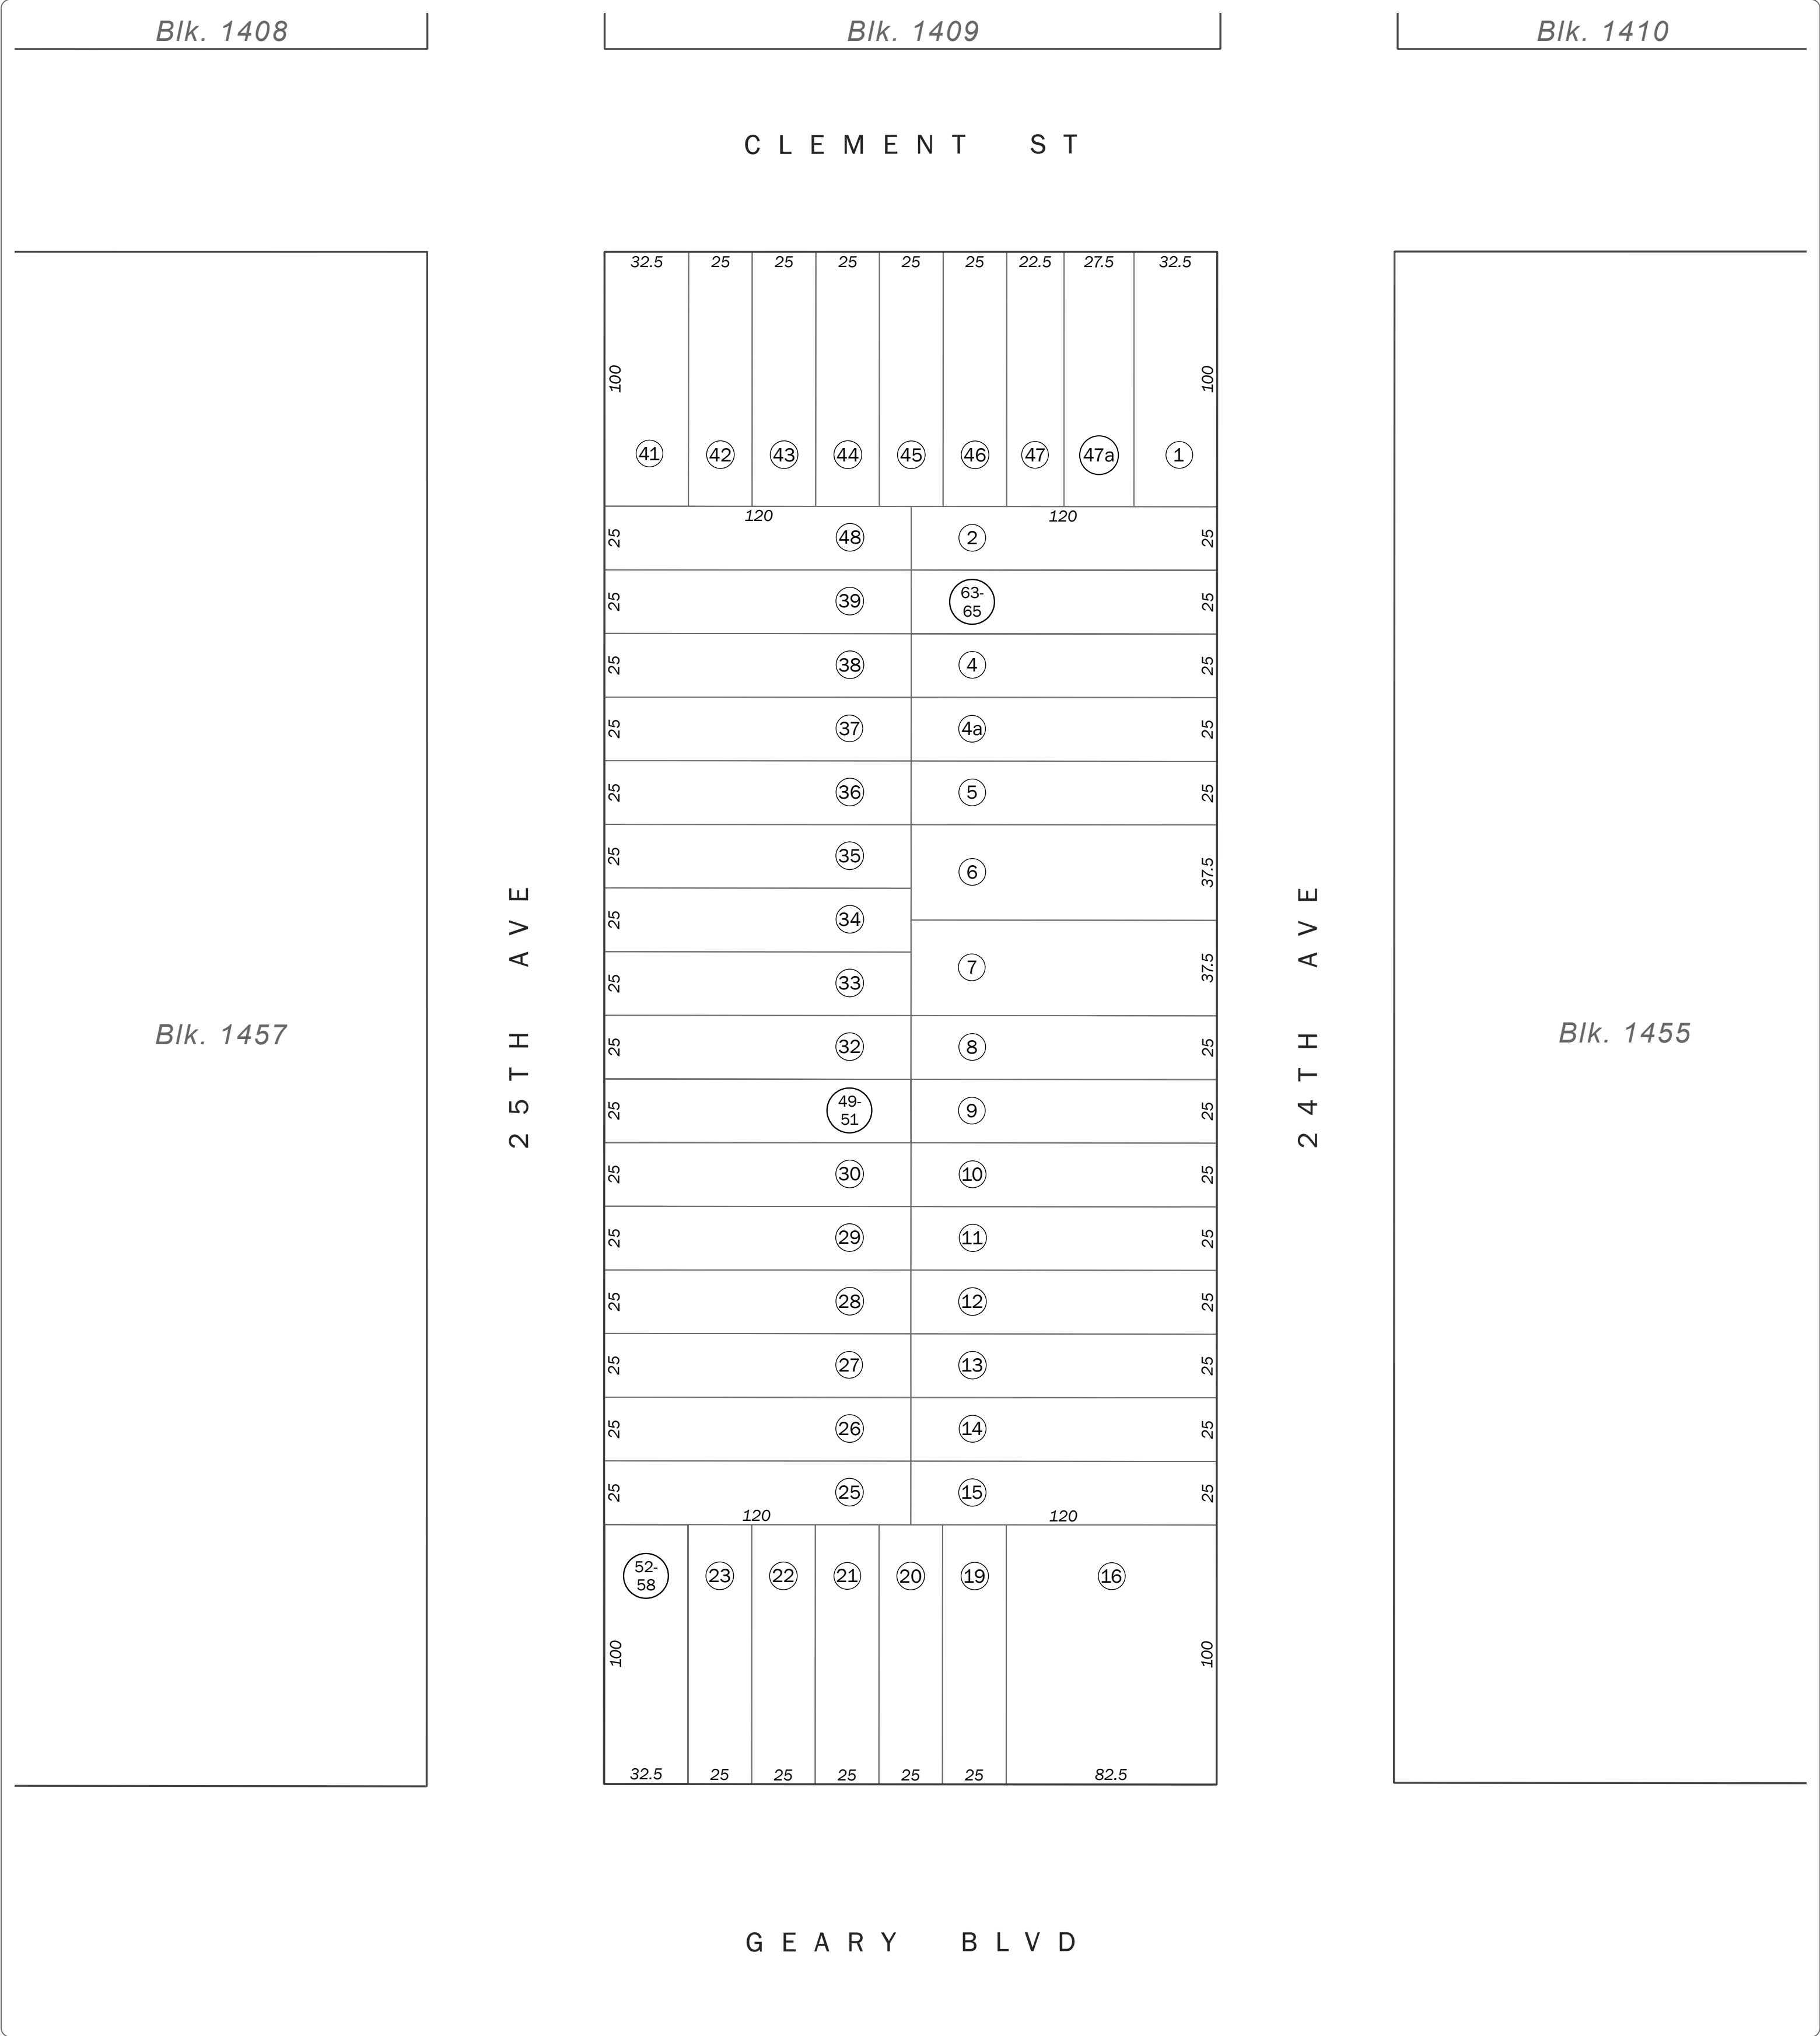 Blk. 1408 Blk. 1409 Blk. 1410
CLEMENT ST
32.5 25 25 25 25 25 22.5 27.5 32.5
100 100
41 42 43 44 45 46 47 47a 1
120 120
25 48 2 25
25 39 63-
65 25
25 38 4 25
25 37 4a 25
25 36 5 25
25 35 6 37.5
25 34
25 33 7 37.5
25TH AVE
24TH AVE
Blk. 1457 Blk. 1455
25 32 8 25
25 49-
51 9 25
25 30 10 25
25 29 11 25
25 28 12 25
25 27 13 25
25 26 14 25
25 25 15 25
120 120
52-
58 23 22 21 20 19 16
100 100
32.5 25 25 25 25 25 82.5
GEARY BLVD